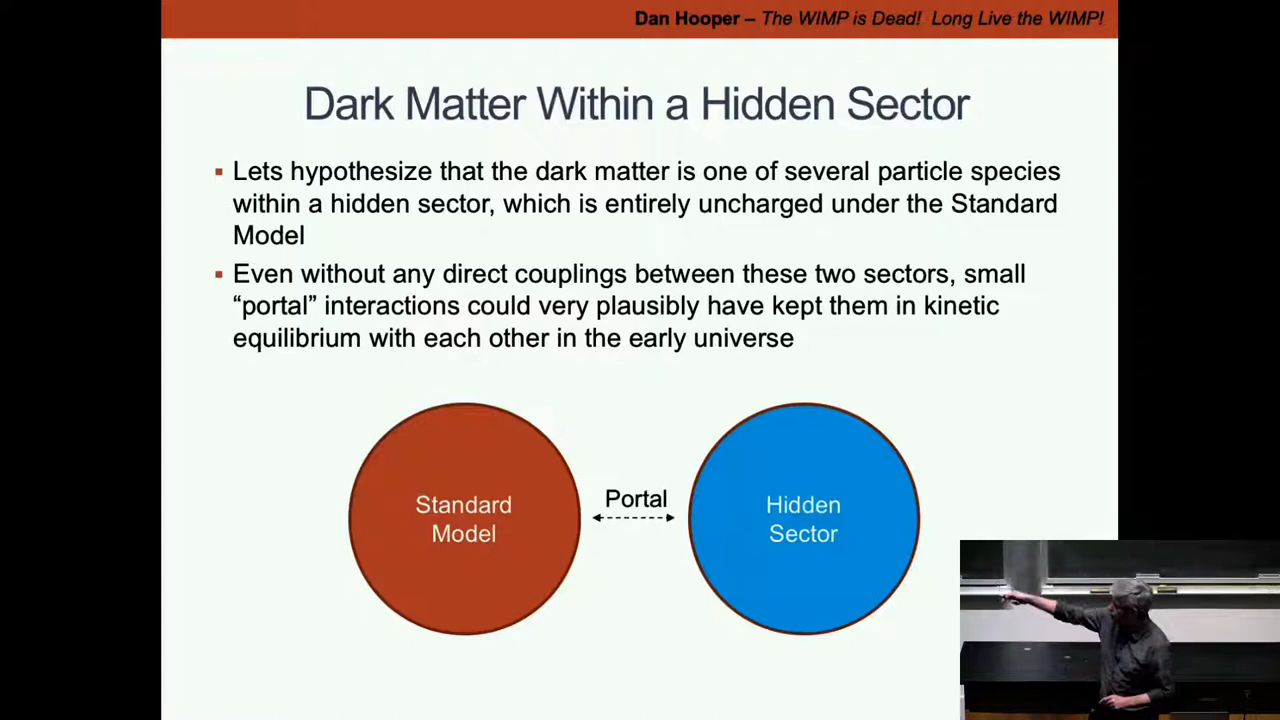 Dan Hooper – The WIMP is Dead! Long Live the WIMP!
Dark Matter Within a Hidden Sector
▪ Lets hypothesize that the dark matter is one of several particle species
within a hidden sector, which is entirely uncharged under the Standard
Model
▪ Even without any direct couplings between these two sectors, small
“portal” interactions could very plausibly have kept them in kinetic
equilibrium with each other in the early universe
Standard
Model
Portal
Hidden
Sector